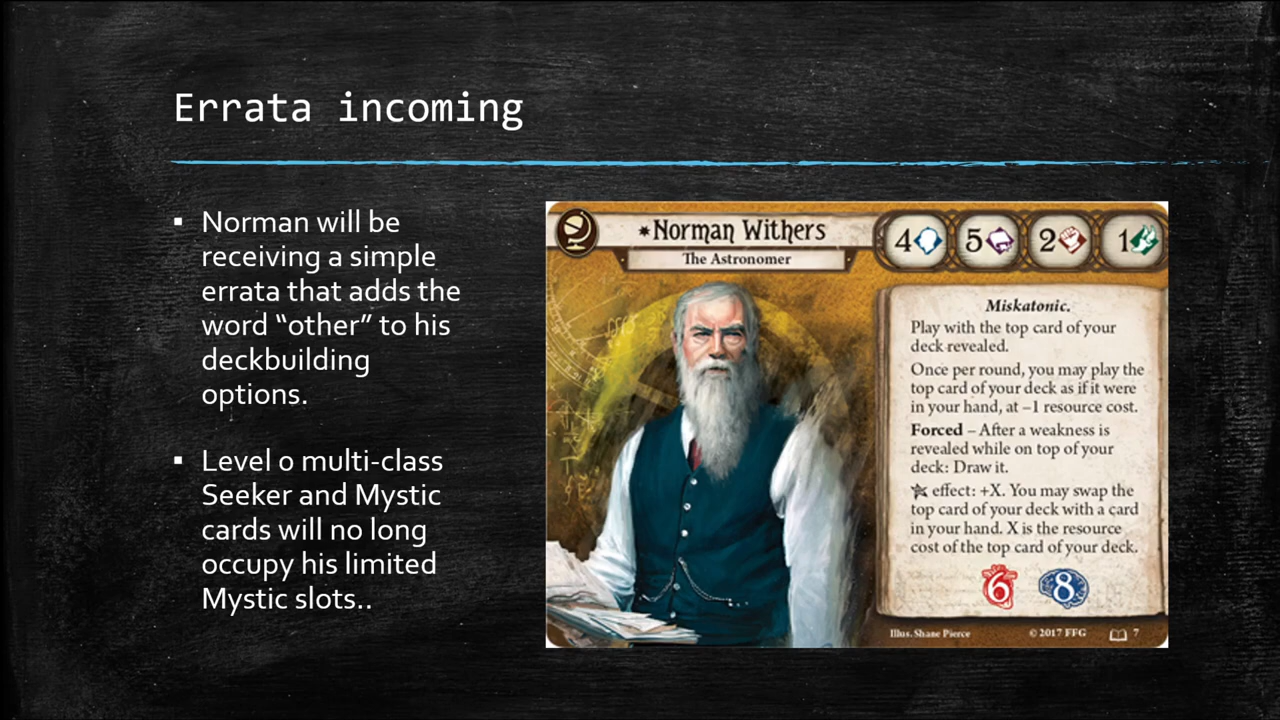 Errata incoming
▪ Norman will be
receiving a simple
errata that adds the
word “other” to his
deckbuilding
options.
▪ Level 0 multi-class
Seeker and Mystic
cards will no long
occupy his limited
Mystic slots..
Norman Withers
The Astronomer
4 5 2 1
Miskatonic.
Play with the top card of your
deck revealed.
Once per round, you may play the
top card of your deck as if it were
in your hand, at –1 resource cost.
Forced – After a weakness is
revealed while on top of your
deck: Draw it.
effect: +X. You may swap the
top card of your deck with a card
in your hand. X is the resource
cost of the top card of your deck.
6 8
Illus. Shane Pierce © 2017 FFG 7